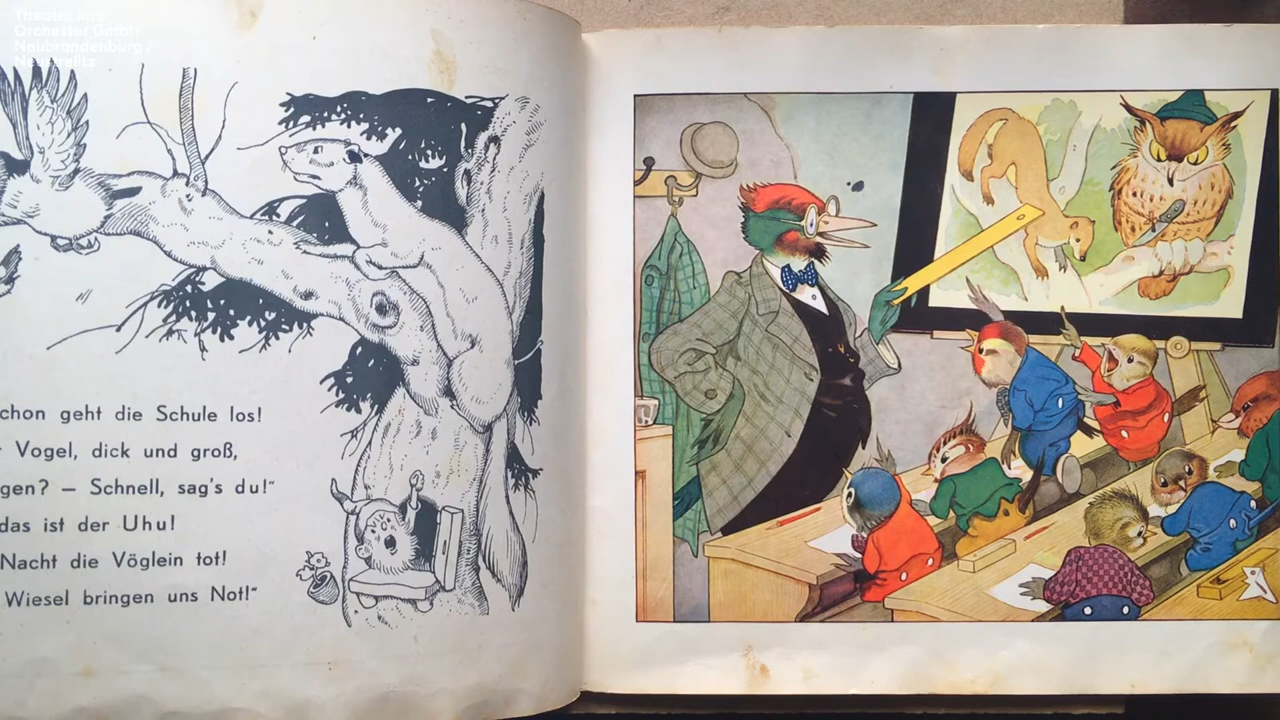 Theater und
Orchester GmbH
Neubrandenburg/
Neustrelitz
chon geht die Schule los!
Vogel, dick und groß,
gen? — Schnell, sag's du!"
das ist der Uhu!
Nacht die Vöglein tot!
Wiesel bringen uns Not!"